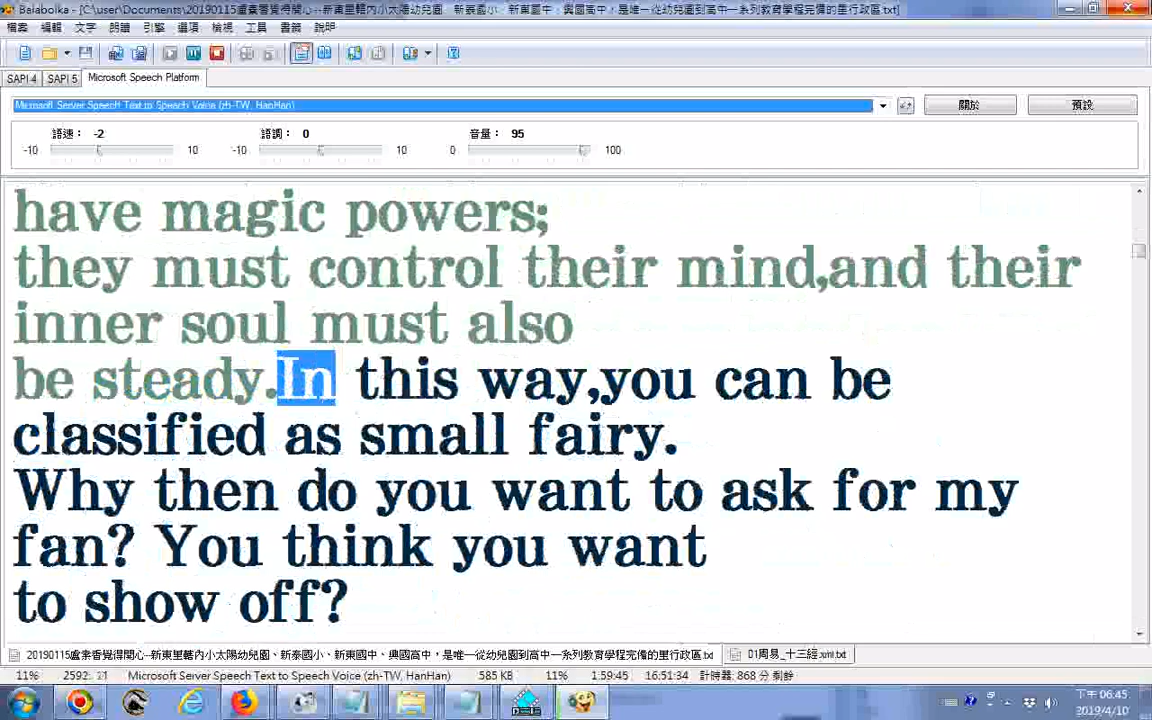 Balabolka - [C:\user\Documents\20190115盧素香覺得開心--新東里轄內小太陽幼兒園、新泰國小、新東國中、興國高中，是唯一從幼兒園到高中一系列教育學程完備的里行政區.txt]
檔案 編輯 文字 朗讀 引擎 選項 檢視 工具 書籤 說明
SAPI 4 SAPI 5 Microsoft Speech Platform
Microsoft Server Speech Text to Speech Voice (zh-TW, HanHan)
關於 預設
語速： -2 語調： 0 音量： 95
-10 10 -10 10 0 100
have magic powers;
they must control their mind,and their
inner soul must also
be steady.In this way,you can be
classified as small fairy.
Why then do you want to ask for my
fan? You think you want
to show off?
20190115盧素香覺得開心--新東里轄內小太陽幼兒園、新泰國小、新東國中、興國高中，是唯一從幼兒園到高中一系列教育學程完備的里行政區.txt 01周易_十三經.xml.txt
11% Microsoft Server Speech Text to Speech Voice (zh-TW, HanHan) 585 KB 11% 1:59:45 16:51:34 計時器: 868 分 剩餘
下午 06:45
2019/4/10